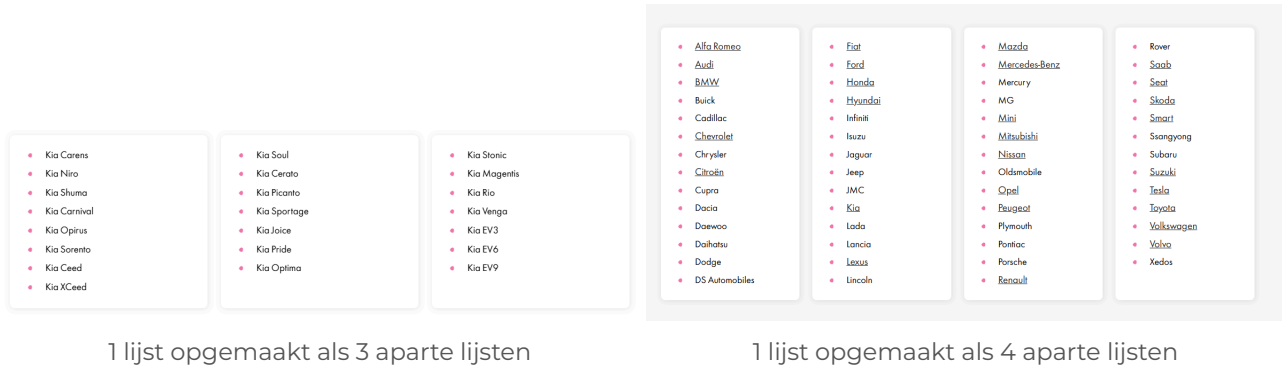 Kia Carens
Kia Niro
Kia Shuma
Kia Carnival
Kia Opirus
Kia Sorento
Kia Ceed
Kia XCeed
Kia Soul
Kia Cerato
Kia Picanto
Kia Sportage
Kia Joice
Kia Pride
Kia Optima
Kia Stonic
Kia Magentis
Kia Rio
Kia Venga
Kia EV3
Kia EV6
Kia EV9
1 lijst opgemaakt als 3 aparte lijsten
Alfa Romeo
Audi
BMW
Buick
Cadillac
Chevrolet
Chrysler
Citroën
Cupra
Dacia
Daewoo
Daihatsu
Dodge
DS Automobiles
Fiat
Ford
Honda
Hyundai
Infiniti
Isuzu
Jaguar
Jeep
JMC
Kia
Lada
Lancia
Lexus
Lincoln
Mazda
Mercedes-Benz
Mercury
MG
Mini
Mitsubishi
Nissan
Oldsmobile
Opel
Peugeot
Plymouth
Pontiac
Porsche
Renault
Rover
Saab
Seat
Skoda
Smart
Ssangyong
Subaru
Suzuki
Tesla
Toyota
Volkswagen
Volvo
Xedos
1 lijst opgemaakt als 4 aparte lijsten